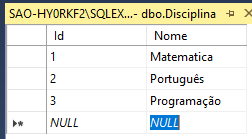 SAO-HY0RKF2\SQLEX...- dbo.Disciplina
Id Nome
1 Matematica
2 Português
3 Programação
NULL NULL